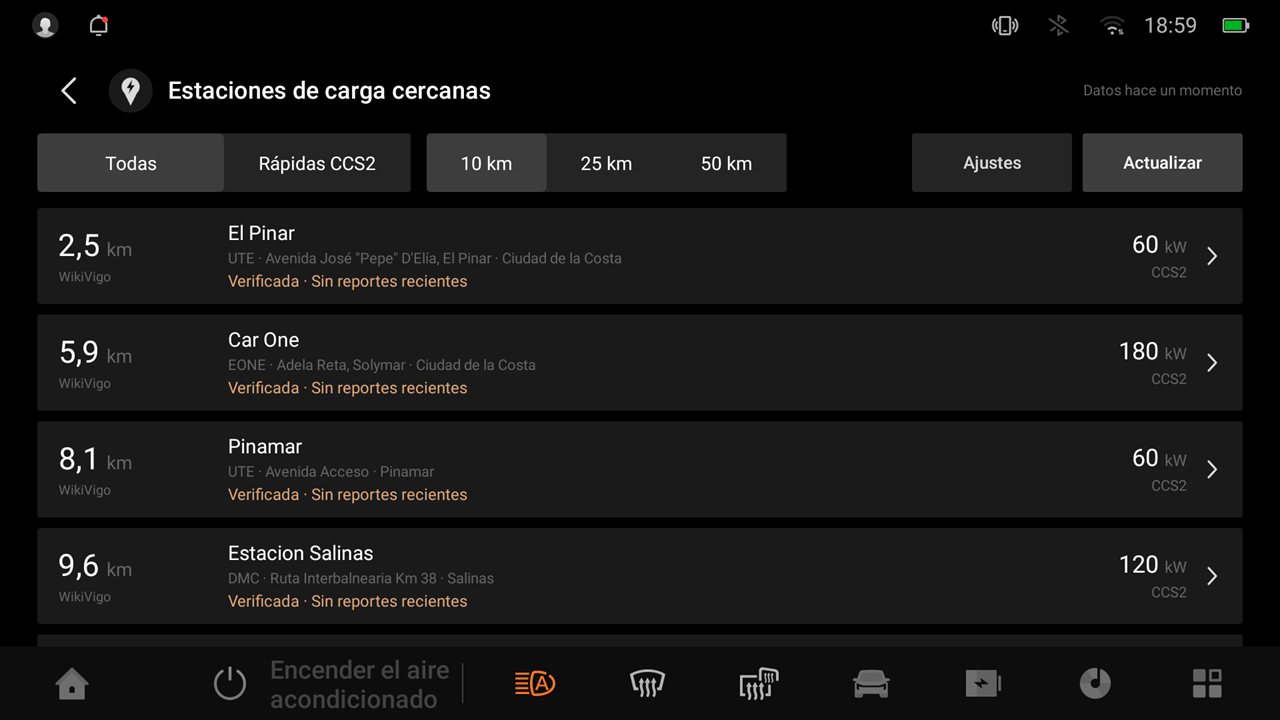 18:59
Estaciones de carga cercanas
Datos hace un momento
Todas
Rápidas CCS2
10 km
25 km
50 km
Ajustes
Actualizar
2,5 km
WikiVigo
El Pinar
UTE · Avenida José "Pepe" D'Elía, El Pinar · Ciudad de la Costa
Verificada · Sin reportes recientes
60 kW
CCS2
5,9 km
WikiVigo
Car One
EONE · Adela Reta, Solymar · Ciudad de la Costa
Verificada · Sin reportes recientes
180 kW
CCS2
8,1 km
WikiVigo
Pinamar
UTE · Avenida Acceso · Pinamar
Verificada · Sin reportes recientes
60 kW
CCS2
9,6 km
WikiVigo
Estacion Salinas
DMC · Ruta Interbalnearia Km 38 · Salinas
Verificada · Sin reportes recientes
120 kW
CCS2
Encender el aire
acondicionado
A